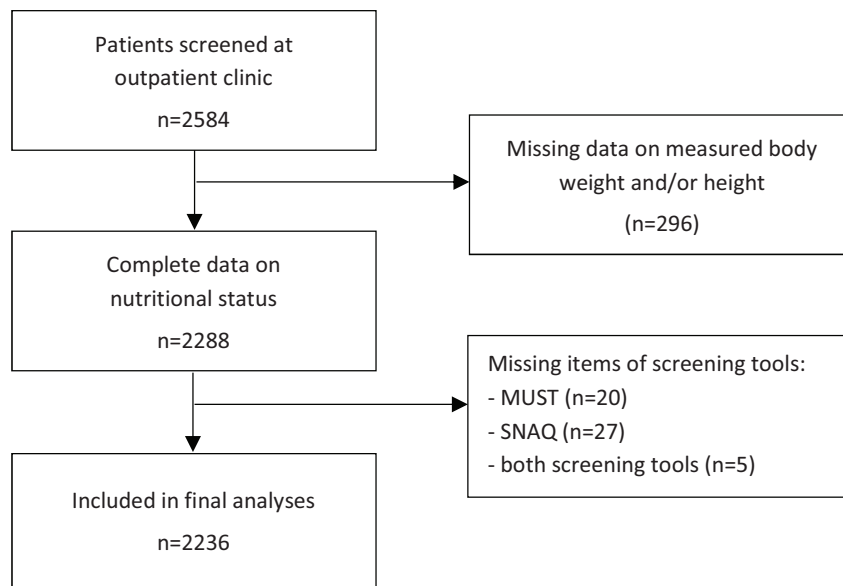 Patients screened at
outpatient clinic
n=2584
Missing data on measured body
weight and/or height
(n=296)
Complete data on
nutritional status
n=2288
Missing items of screening tools:
- MUST (n=20)
- SNAQ (n=27)
- both screening tools (n=5)
Included in final analyses
n=2236